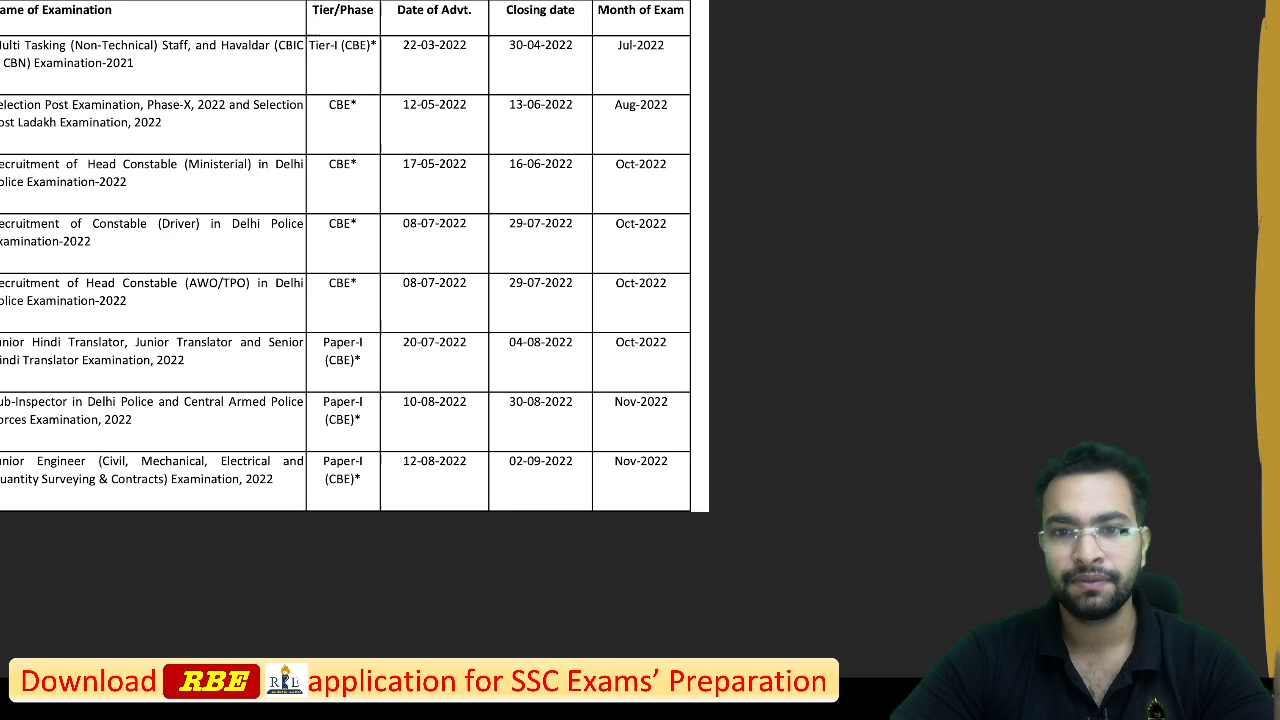 ame of Examination Tier/Phase Date of Advt. Closing date Month of Exam
ulti Tasking (Non-Technical) Staff, and Havaldar (CBIC Tier-I (CBE)* 22-03-2022 30-04-2022 Jul-2022
CBN) Examination-2021
election Post Examination, Phase-X, 2022 and Selection CBE* 12-05-2022 13-06-2022 Aug-2022
ost Ladakh Examination, 2022
ecruitment of Head Constable (Ministerial) in Delhi CBE* 17-05-2022 16-06-2022 Oct-2022
olice Examination-2022
ecruitment of Constable (Driver) in Delhi Police CBE* 08-07-2022 29-07-2022 Oct-2022
xamination-2022
ecruitment of Head Constable (AWO/TPO) in Delhi CBE* 08-07-2022 29-07-2022 Oct-2022
olice Examination-2022
unior Hindi Translator, Junior Translator and Senior Paper-I 20-07-2022 04-08-2022 Oct-2022
indi Translator Examination, 2022 (CBE)*
ub-Inspector in Delhi Police and Central Armed Police Paper-I 10-08-2022 30-08-2022 Nov-2022
orces Examination, 2022 (CBE)*
unior Engineer (Civil, Mechanical, Electrical and Paper-I 12-08-2022 02-09-2022 Nov-2022
uantity Surveying & Contracts) Examination, 2022 (CBE)*
Download RBE RBE application for SSC Exams' Preparation